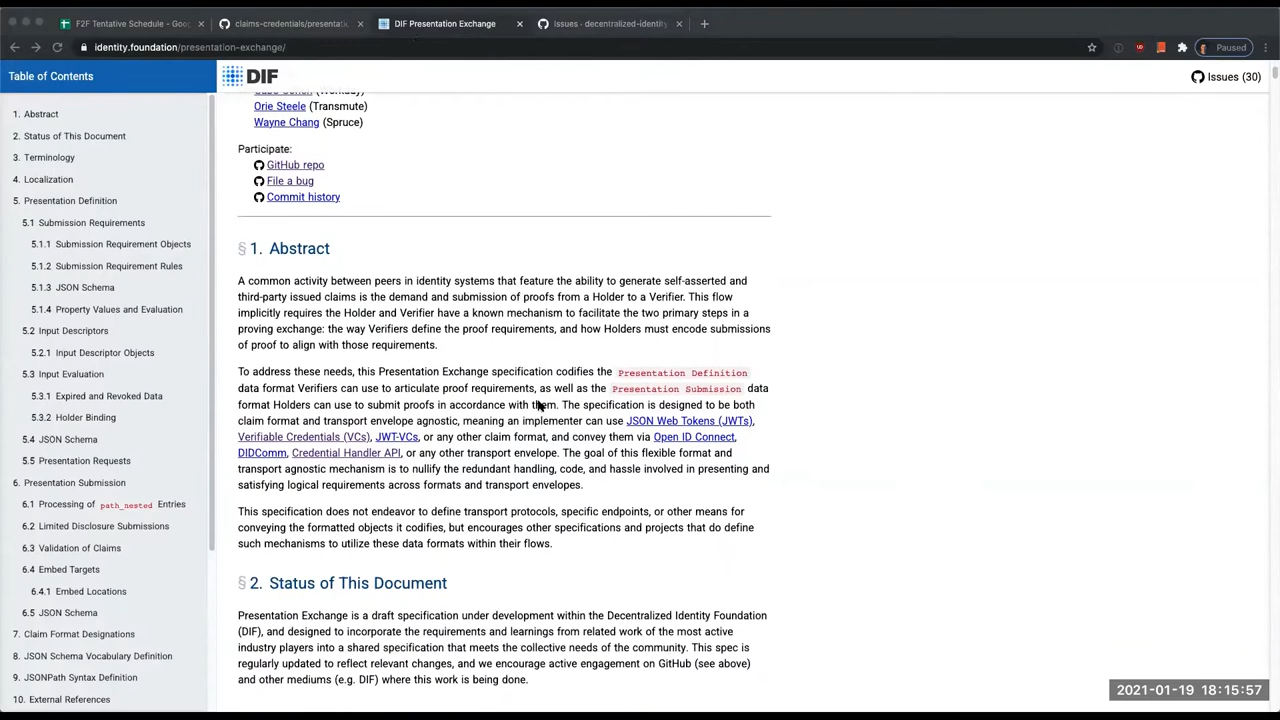 F2F Tentative Schedule - Goo
claims-credentials/presentati
DIF Presentation Exchange
Issues - decentralized-identity
identity.foundation/presentation-exchange/
Paused
Table of Contents
DIF
Issues (30)
1. Abstract
2. Status of This Document
3. Terminology
4. Localization
5. Presentation Definition
5.1 Submission Requirements
5.1.1 Submission Requirement Objects
5.1.2 Submission Requirement Rules
5.1.3 JSON Schema
5.1.4 Property Values and Evaluation
5.2 Input Descriptors
5.2.1 Input Descriptor Objects
5.3 Input Evaluation
5.3.1 Expired and Revoked Data
5.3.2 Holder Binding
5.4 JSON Schema
5.5 Presentation Requests
6. Presentation Submission
6.1 Processing of path_nested Entries
6.2 Limited Disclosure Submissions
6.3 Validation of Claims
6.4 Embed Targets
6.4.1 Embed Locations
6.5 JSON Schema
7. Claim Format Designations
8. JSON Schema Vocabulary Definition
9. JSONPath Syntax Definition
10. External References
Orie Steele (Transmute)
Wayne Chang (Spruce)
Participate:
GitHub repo
File a bug
Commit history
§ 1. Abstract
A common activity between peers in identity systems that feature the ability to generate self-asserted and
third-party issued claims is the demand and submission of proofs from a Holder to a Verifier. This flow
implicitly requires the Holder and Verifier have a known mechanism to facilitate the two primary steps in a
proving exchange: the way Verifiers define the proof requirements, and how Holders must encode submissions
of proof to align with those requirements.
To address these needs, this Presentation Exchange specification codifies the Presentation Definition
data format Verifiers can use to articulate proof requirements, as well as the Presentation Submission data
format Holders can use to submit proofs in accordance with them. The specification is designed to be both
claim format and transport envelope agnostic, meaning an implementer can use JSON Web Tokens (JWTs),
Verifiable Credentials (VCs), JWT-VCs, or any other claim format, and convey them via Open ID Connect,
DIDComm, Credential Handler API, or any other transport envelope. The goal of this flexible format and
transport agnostic mechanism is to nullify the redundant handling, code, and hassle involved in presenting and
satisfying logical requirements across formats and transport envelopes.
This specification does not endeavor to define transport protocols, specific endpoints, or other means for
conveying the formatted objects it codifies, but encourages other specifications and projects that do define
such mechanisms to utilize these data formats within their flows.
§ 2. Status of This Document
Presentation Exchange is a draft specification under development within the Decentralized Identity Foundation
(DIF), and designed to incorporate the requirements and learnings from related work of the most active
industry players into a shared specification that meets the collective needs of the community. This spec is
regularly updated to reflect relevant changes, and we encourage active engagement on GitHub (see above)
and other mediums (e.g. DIF) where this work is being done.
2021-01-19 18:15:57